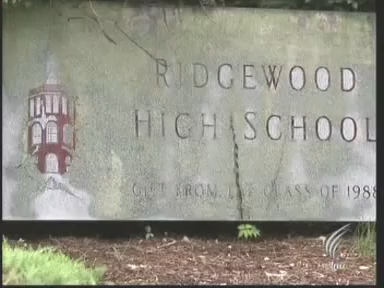 RIDGEWOOD
HIGH SCHOOL
GIFT FROM THE CLASS OF 1988